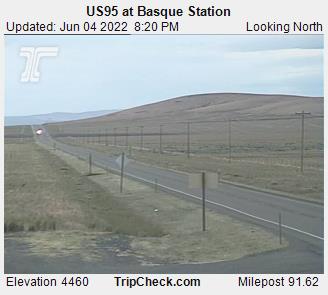 US95 at Basque Station
Updated: Jun 04 2022 8:20 PM Looking North
Elevation 4460 TripCheck.com Milepost 91.62